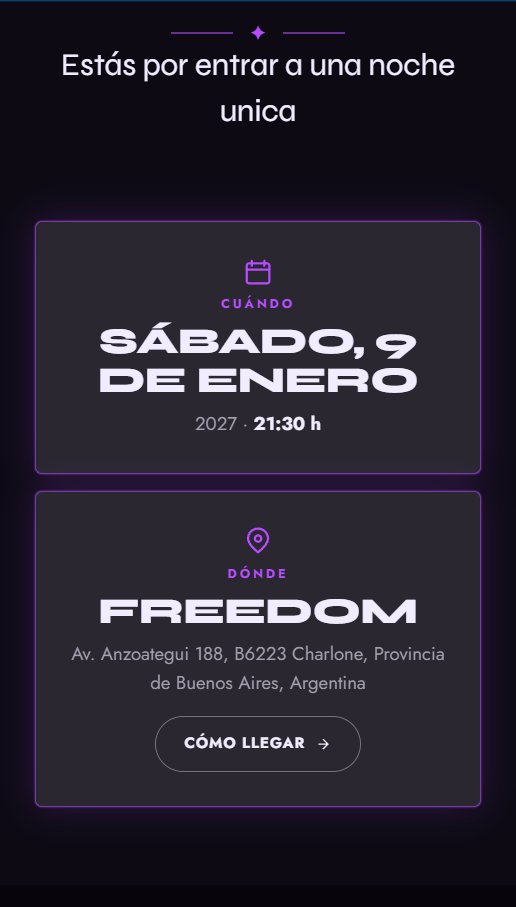 Estás por entrar a una noche
unica
CUÁNDO
SÁBADO, 9
DE ENERO
2027 · 21:30 h
DÓNDE
FREEDOM
Av. Anzoategui 188, B6223 Charlone, Provincia
de Buenos Aires, Argentina
CÓMO LLEGAR →